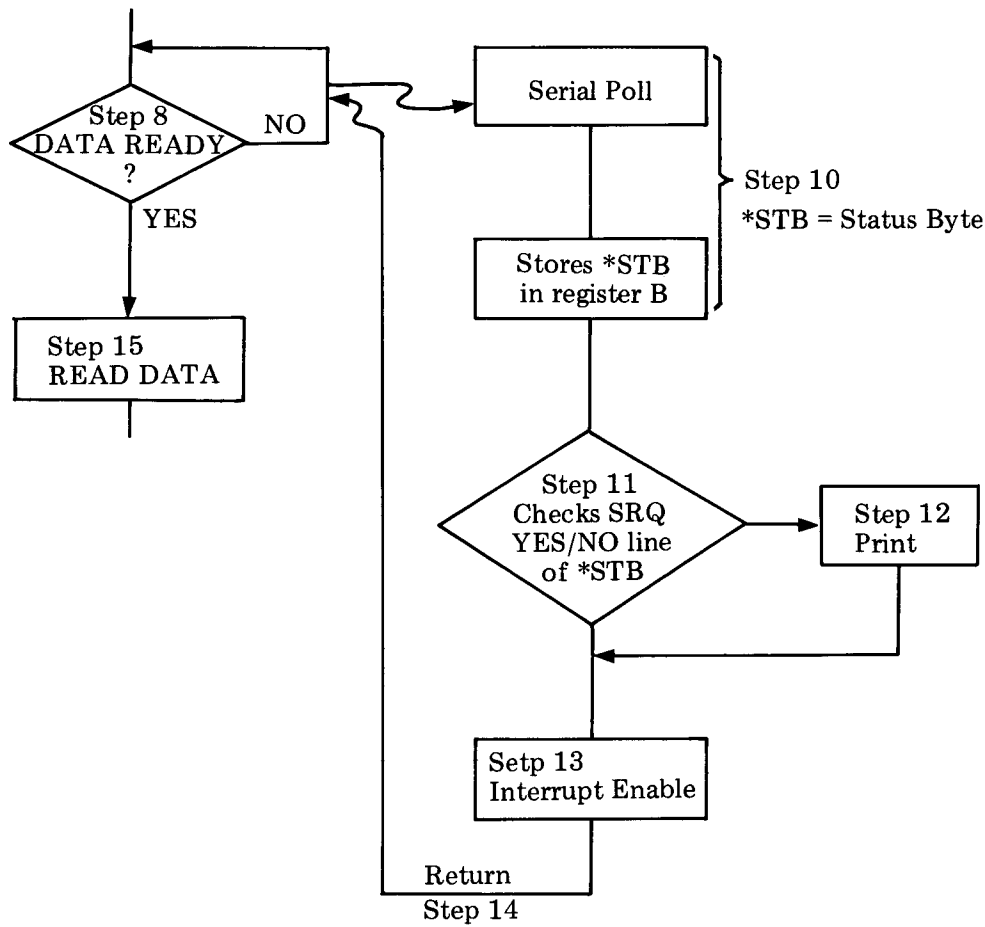 Step 8
DATA READY
?
NO
YES
Step 15
READ DATA
Serial Poll
Stores *STB
in register B
Step 10
*STB = Status Byte
Step 11
Checks SRQ
YES/NO line
of *STB
Step 12
Print
Setp 13
Interrupt Enable
Return
Step 14